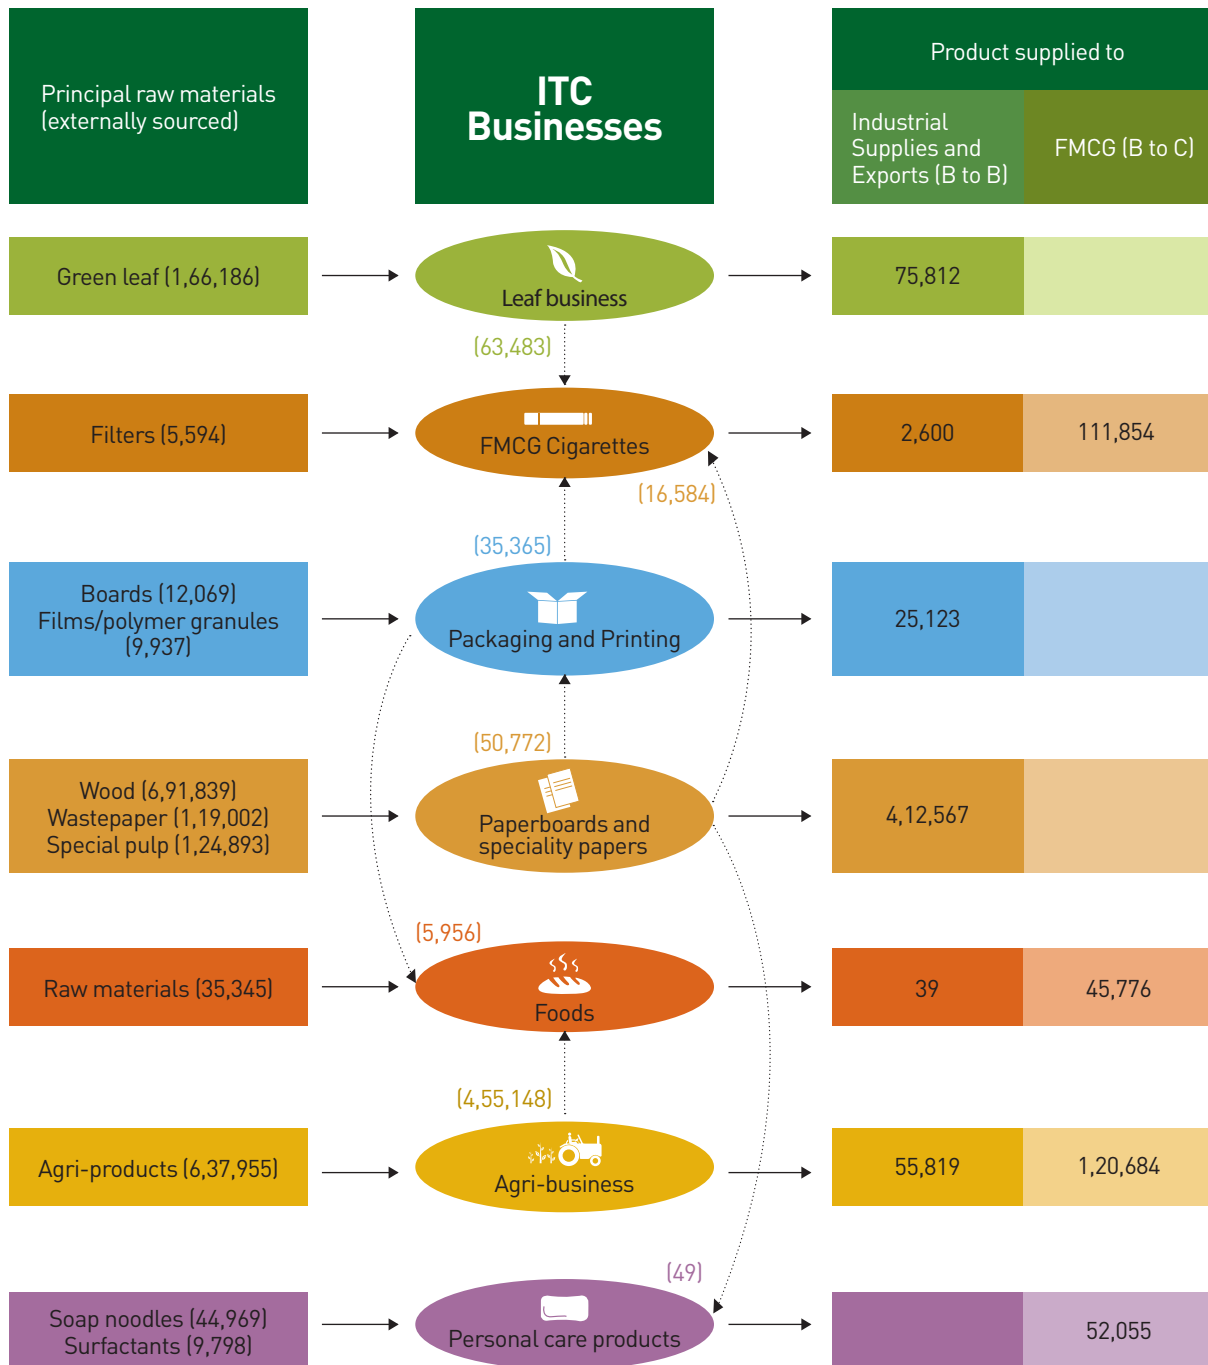 Principal raw materials
(externally sourced)
ITC
Businesses
Product supplied to
Industrial
Supplies and
Exports (B to B)
FMCG (B to C)
Green leaf (1,66,186)
Leaf business
75,812
(63,483)
Filters (5,594)
FMCG Cigarettes
2,600
111,854
(16,584)
(35,365)
Boards (12,069)
Films/polymer granules
(9,937)
Packaging and Printing
25,123
(50,772)
Wood (6,91,839)
Wastepaper (1,19,002)
Special pulp (1,24,893)
Paperboards and
speciality papers
4,12,567
(5,956)
Raw materials (35,345)
Foods
39
45,776
(4,55,148)
Agri-products (6,37,955)
Agri-business
55,819
1,20,684
(49)
Soap noodles (44,969)
Surfactants (9,798)
Personal care products
52,055